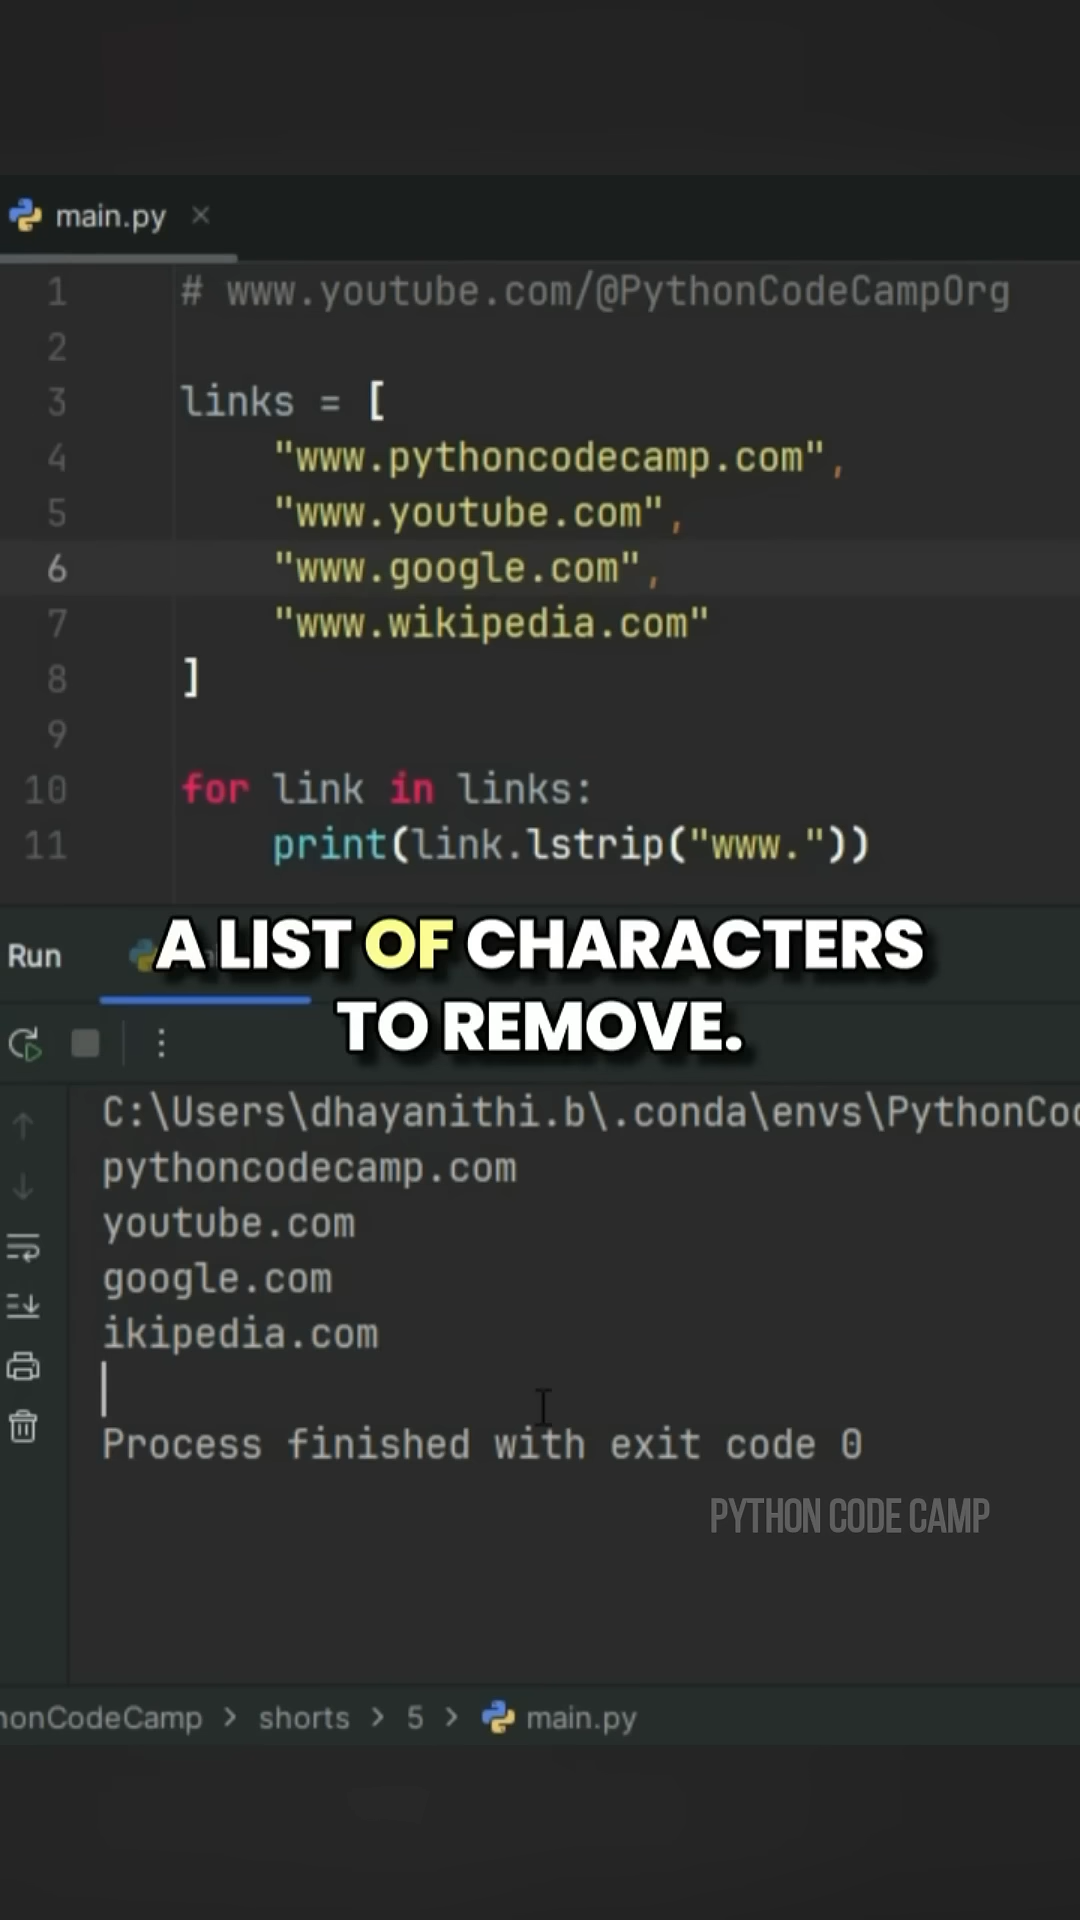 main.py
1 # www.youtube.com/@PythonCodeCampOrg
2
3 links = [
4 "www.pythoncodecamp.com",
5 "www.youtube.com",
6 "www.google.com",
7 "www.wikipedia.com"
8 ]
9
10 for link in links:
11 print(link.lstrip("www."))
A LIST OF CHARACTERS
TO REMOVE.
Run
C:\Users\dhayanithi.b\.conda\envs\PythonCo
pythoncodecamp.com
youtube.com
google.com
ikipedia.com
Process finished with exit code 0
PYTHON CODE CAMP
honCodeCamp > shorts > 5 > main.py